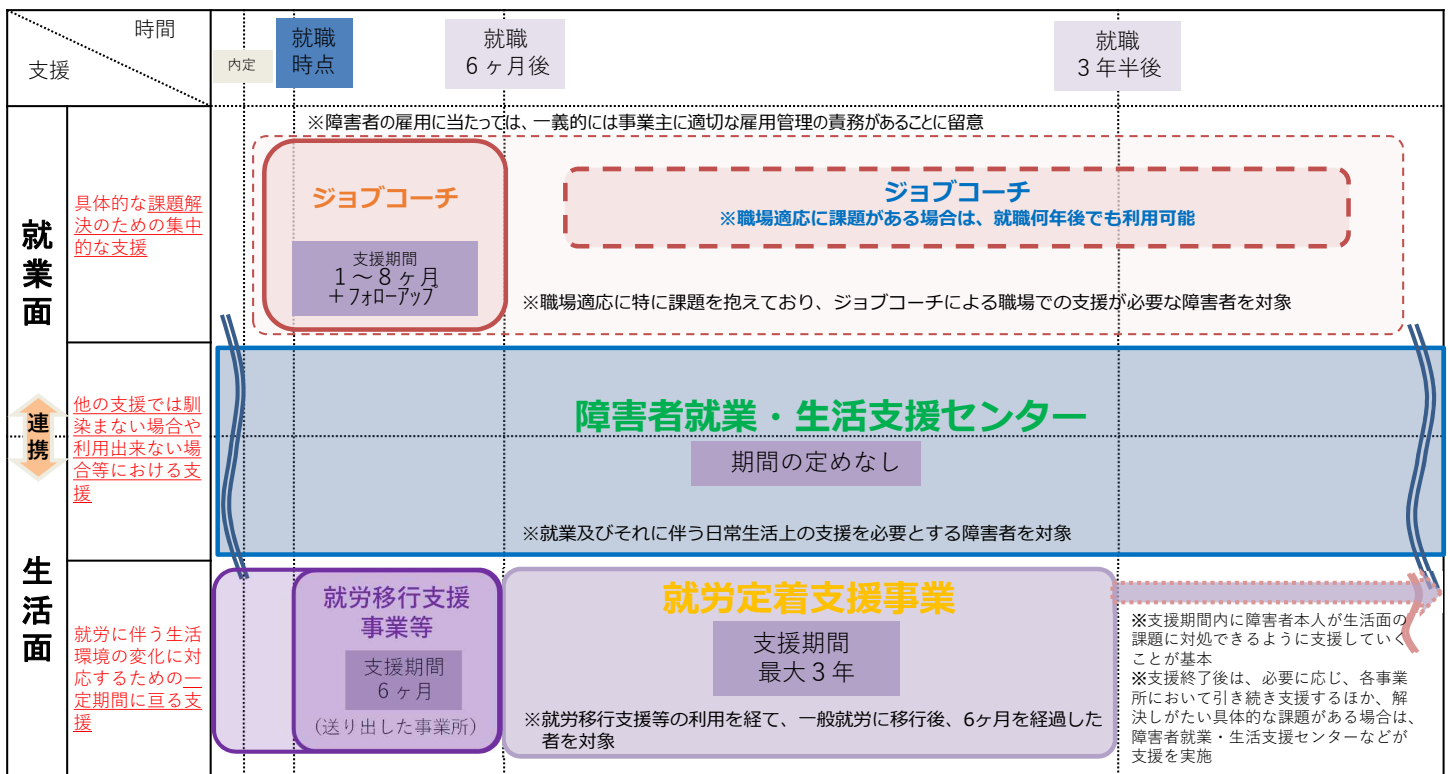 時間
支援
内定
就職
時点
就職
6ヶ月後
就職
3年半後
※障害者の雇用に当たっては、一義的には事業主に適切な雇用管理の責務があることに留意
就業面
具体的な課題解
決のための集中
的な支援
ジョブコーチ
支援期間
1～8ヶ月
＋フォローアップ
ジョブコーチ
※職場適応に課題がある場合は、就職何年後でも利用可能
※職場適応に特に課題を抱えており、ジョブコーチによる職場での支援が必要な障害者を対象
連携
他の支援では馴
染まない場合や
利用出来ない場
合等における支
援
障害者就業・生活支援センター
期間の定めなし
※就業及びそれに伴う日常生活上の支援を必要とする障害者を対象
生活面
就労に伴う生活
環境の変化に対
応するための一
定期間に亘る支
援
就労移行支援
事業等
支援期間
6ヶ月
(送り出した事業所)
就労定着支援事業
支援期間
最大3年
※就労移行支援等の利用を経て、一般就労に移行後、6ヶ月を経過した
者を対象
※支援期間内に障害者本人が生活面の
課題に対処できるように支援していく
ことが基本
※支援終了後は、必要に応じ、各事業
所において引き続き支援するほか、解
決しがたい具体的な課題がある場合は、
障害者就業・生活支援センターなどが
支援を実施